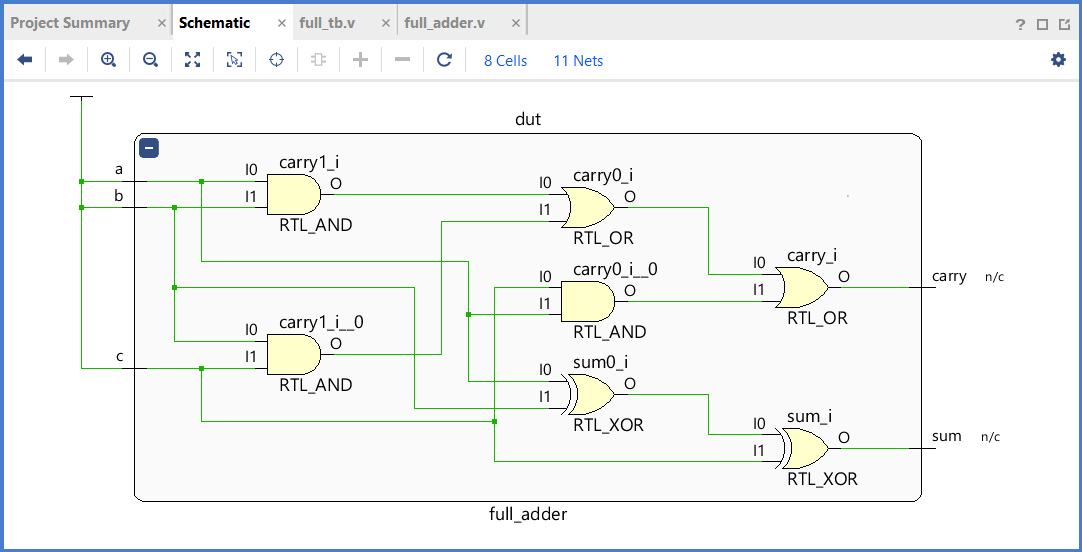 Project Summary × Schematic × full_tb.v × full_adder.v × ?
8 Cells 11 Nets
dut
a
b
c
I0
I1
carry1_i
O
RTL_AND
I0
I1
carry1_i__0
O
RTL_AND
I0
I1
carry0_i
O
RTL_OR
I0
I1
carry0_i__0
O
RTL_AND
I0
I1
sum0_i
O
RTL_XOR
I0
I1
carry_i
O
RTL_OR
carry n/c
I0
I1
sum_i
O
RTL_XOR
sum n/c
full_adder